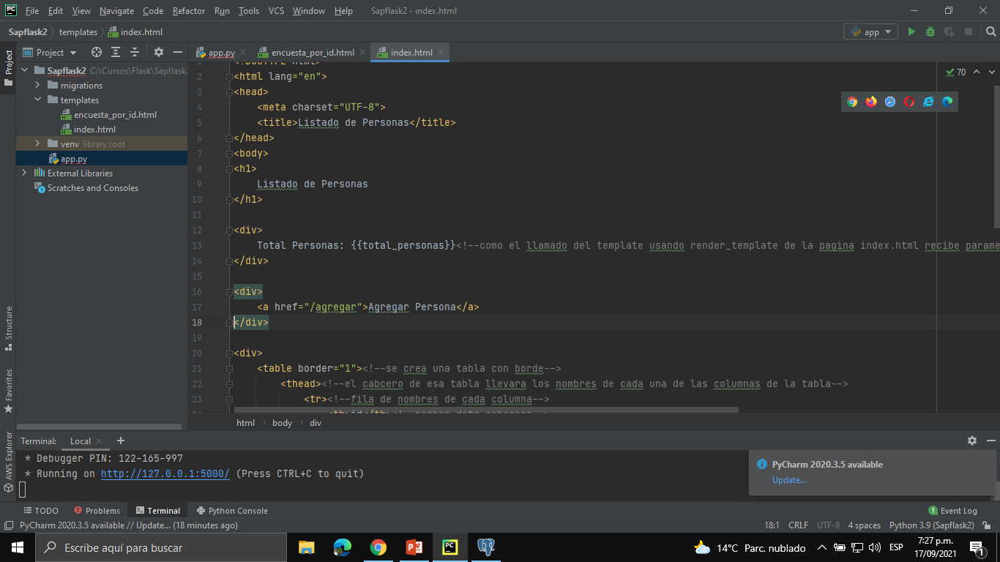 PC File Edit View Navigate Code Refactor Run Tools VCS Window Help Sapflask2 - index.html
Sapflask2 templates index.html app
Project app.py encuesta_por_id.html index.html
Project
Sapflask2 C:\Cursos\Flask\Sapflask
migrations
templates
encuesta_por_id.html
index.html
venv library root
app.py
External Libraries
Scratches and Consoles
Structure
Favorites
AWS Explorer
70
1 <!DOCTYPE html>
2 <html lang="en">
3 <head>
4 <meta charset="UTF-8">
5 <title>Listado de Personas</title>
6 </head>
7 <body>
8 <h1>
9 Listado de Personas
10 </h1>
11
12 <div>
13 Total Personas: {{total_personas}}<!--como el llamado del template usando render_template de la pagina index.html recibe parame
14 </div>
15
16 <div>
17 <a href="/agregar">Agregar Persona</a>
18 </div>
19
20 <div>
21 <table border="1"><!--se crea una tabla con borde-->
22 <thead><!--el cabcero de esa tabla llevara los nombres de cada una de las columnas de la tabla-->
23 <tr><!--fila de nombres de cada columna-->
html body div
Terminal: Local
* Debugger PIN: 122-165-997
* Running on http://127.0.0.1:5000/ (Press CTRL+C to quit)
PyCharm 2020.3.5 available
Update...
TODO Problems Terminal Python Console 1 Event Log
PyCharm 2020.3.5 available // Update... (18 minutes ago) 18:1 CRLF UTF-8 4 spaces Python 3.9 (Sapflask2)
Escribe aquí para buscar PC 14°C Parc. nublado ESP 7:27 p.m.
17/09/2021 1